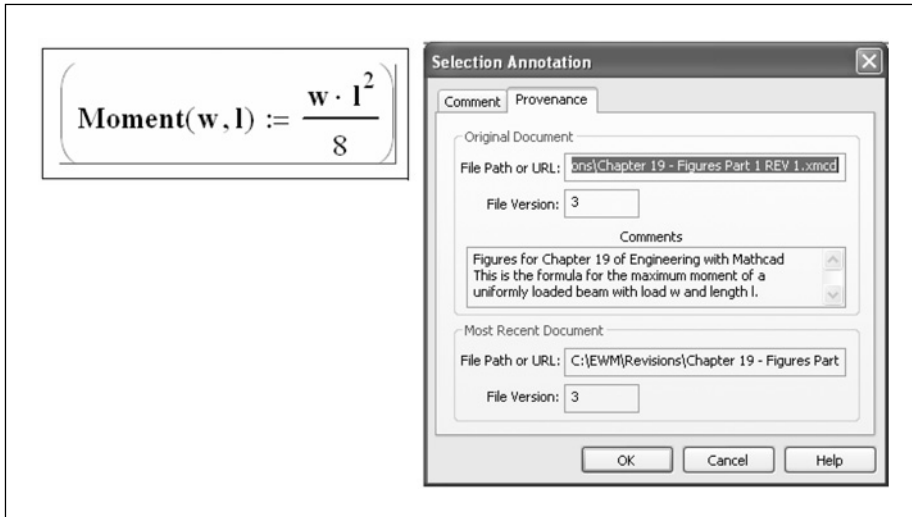 Moment(w, l) := w · l² / 8
Selection Annotation
Comment
Provenance
Original Document
File Path or URL: ons\Chapter 19 - Figures Part 1 REV 1.xmcd
File Version: 3
Comments
Figures for Chapter 19 of Engineering with Mathcad
This is the formula for the maximum moment of a
uniformly loaded beam with load w and length l.
Most Recent Document
File Path or URL: C:\EWM\Revisions\Chapter 19 - Figures Part
File Version: 3
OK
Cancel
Help